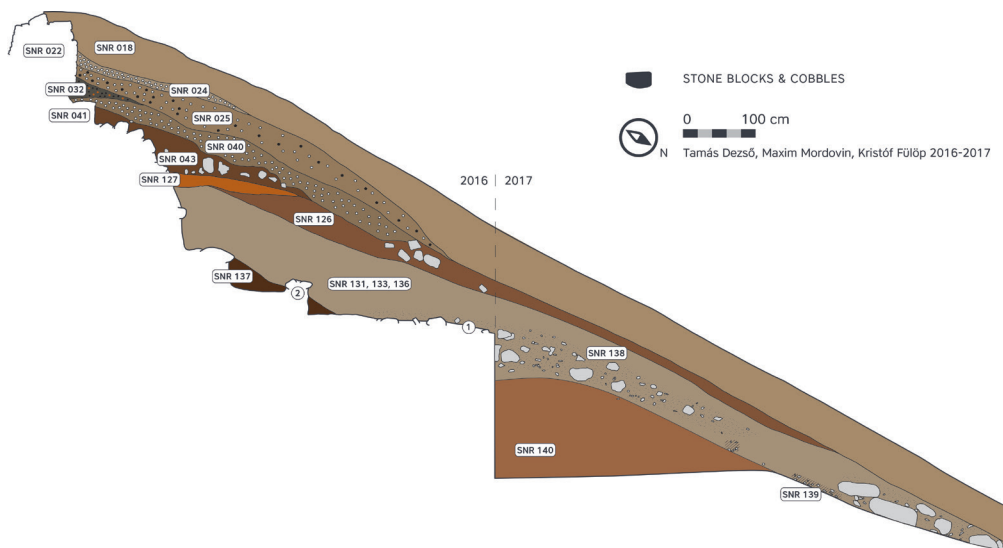 SNR 022
SNR 018
SNR 032
SNR 024
SNR 041
SNR 025
SNR 040
SNR 043
SNR 127
SNR 126
SNR 137
2
SNR 131, 133, 136
1
2016 2017
SNR 138
SNR 140
SNR 139
STONE BLOCKS & COBBLES
0 100 cm
N
Tamás Dezső, Maxim Mordovin, Kristóf Fülöp 2016-2017